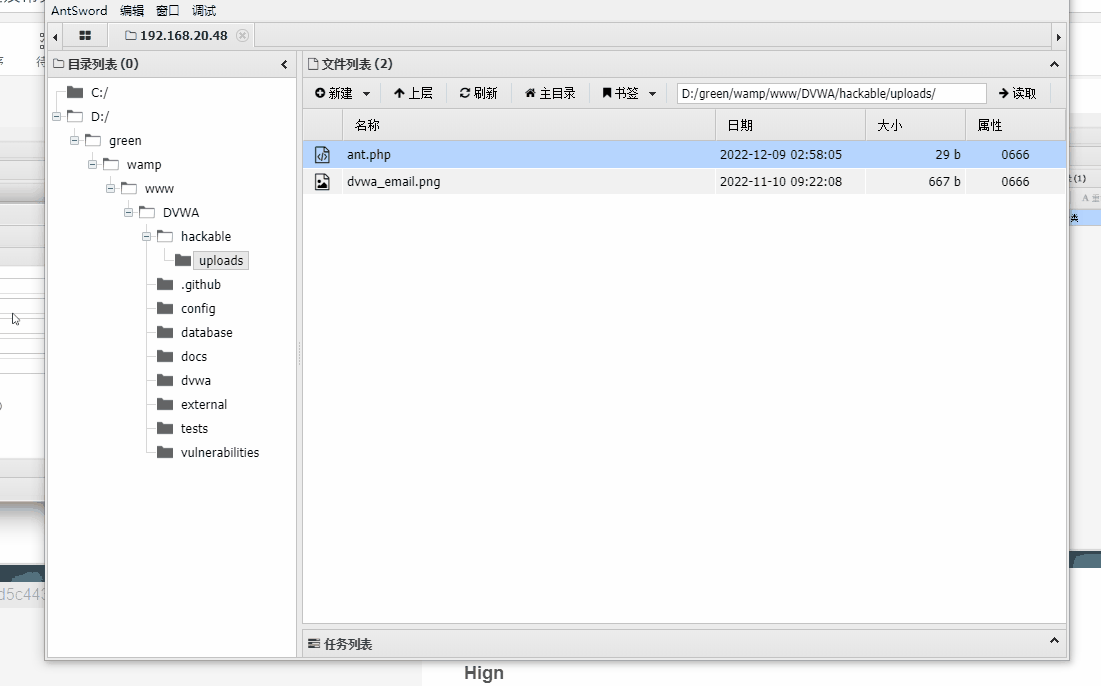 AntSword 编辑 窗口 调试
192.168.20.48
目录列表 (0)
文件列表 (2)
新建 上层 刷新 主目录 书签 D:/green/wamp/www/DVWA/hackable/uploads/ 读取
名称 日期 大小 属性
ant.php 2022-12-09 02:58:05 29 b 0666
dvwa_email.png 2022-11-10 09:22:08 667 b 0666
C:/
D:/
green
wamp
www
DVWA
hackable
uploads
.github
config
database
docs
dvwa
external
tests
vulnerabilities
任务列表
(1)
d5c443
Hign